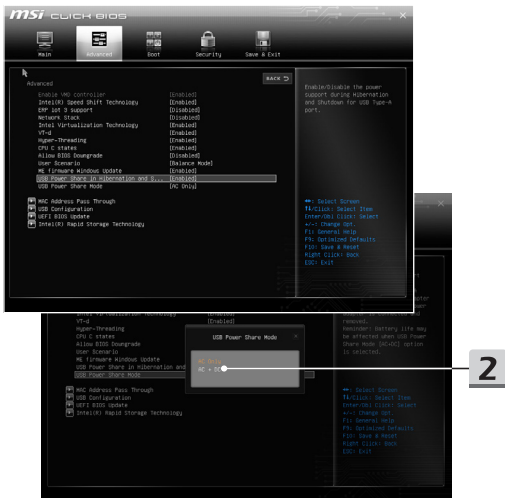 msi CLICK BIOS
×
Main
Advanced
Boot
Security
Save & Exit
BACK
Advanced
Enable VMD controller [Enabled]
Intel(R) Speed Shift Technology [Enabled]
ERP lot 3 support [Disabled]
Network Stack [Disabled]
Intel Virtualization Technology [Enabled]
VT-d [Enabled]
Hyper-Threading [Enabled]
CPU C states [Enabled]
Allow BIOS Downgrade [Disabled]
User Scenario [Balance Mode]
ME Firmware Windows Update [Enabled]
USB Power Share in Hibernation and S... [Enabled]
USB Power Share Mode [AC Only]
MAC Address Pass Through
USB Configuration
UEFI BIOS Update
Intel(R) Rapid Storage Technology
Enable/Disable the power
support during Hibernation
and Shutdown for USB Type-A
port.
: Select Screen
/Click: Select Item
Enter/Dbl Click: Select
+/-: Change Opt.
F1: General Help
F9: Optimized Defaults
F10: Save & Reset
Right Click: Back
ESC: Exit
×
Intel Virtualization Technology [Enabled]
VT-d
Hyper-Threading
CPU C states
Allow BIOS Downgrade
User Scenario
ME Firmware Windows Update
USB Power Share in Hibernation and
USB Power Share Mode
MAC Address Pass Through
USB Configuration
UEFI BIOS Update
Intel(R) Rapid Storage Technology
USB Power Share Mode ×
AC Only
AC + DC
removed.
Reminder: Battery life may
be affected when USB Power
Share Mode [AC+DC] option
is selected.
: Select Screen
/Click: Select Item
Enter/Dbl Click: Select
+/-: Change Opt.
F1: General Help
F9: Optimized Defaults
F10: Save & Reset
Right Click: Back
ESC: Exit
2